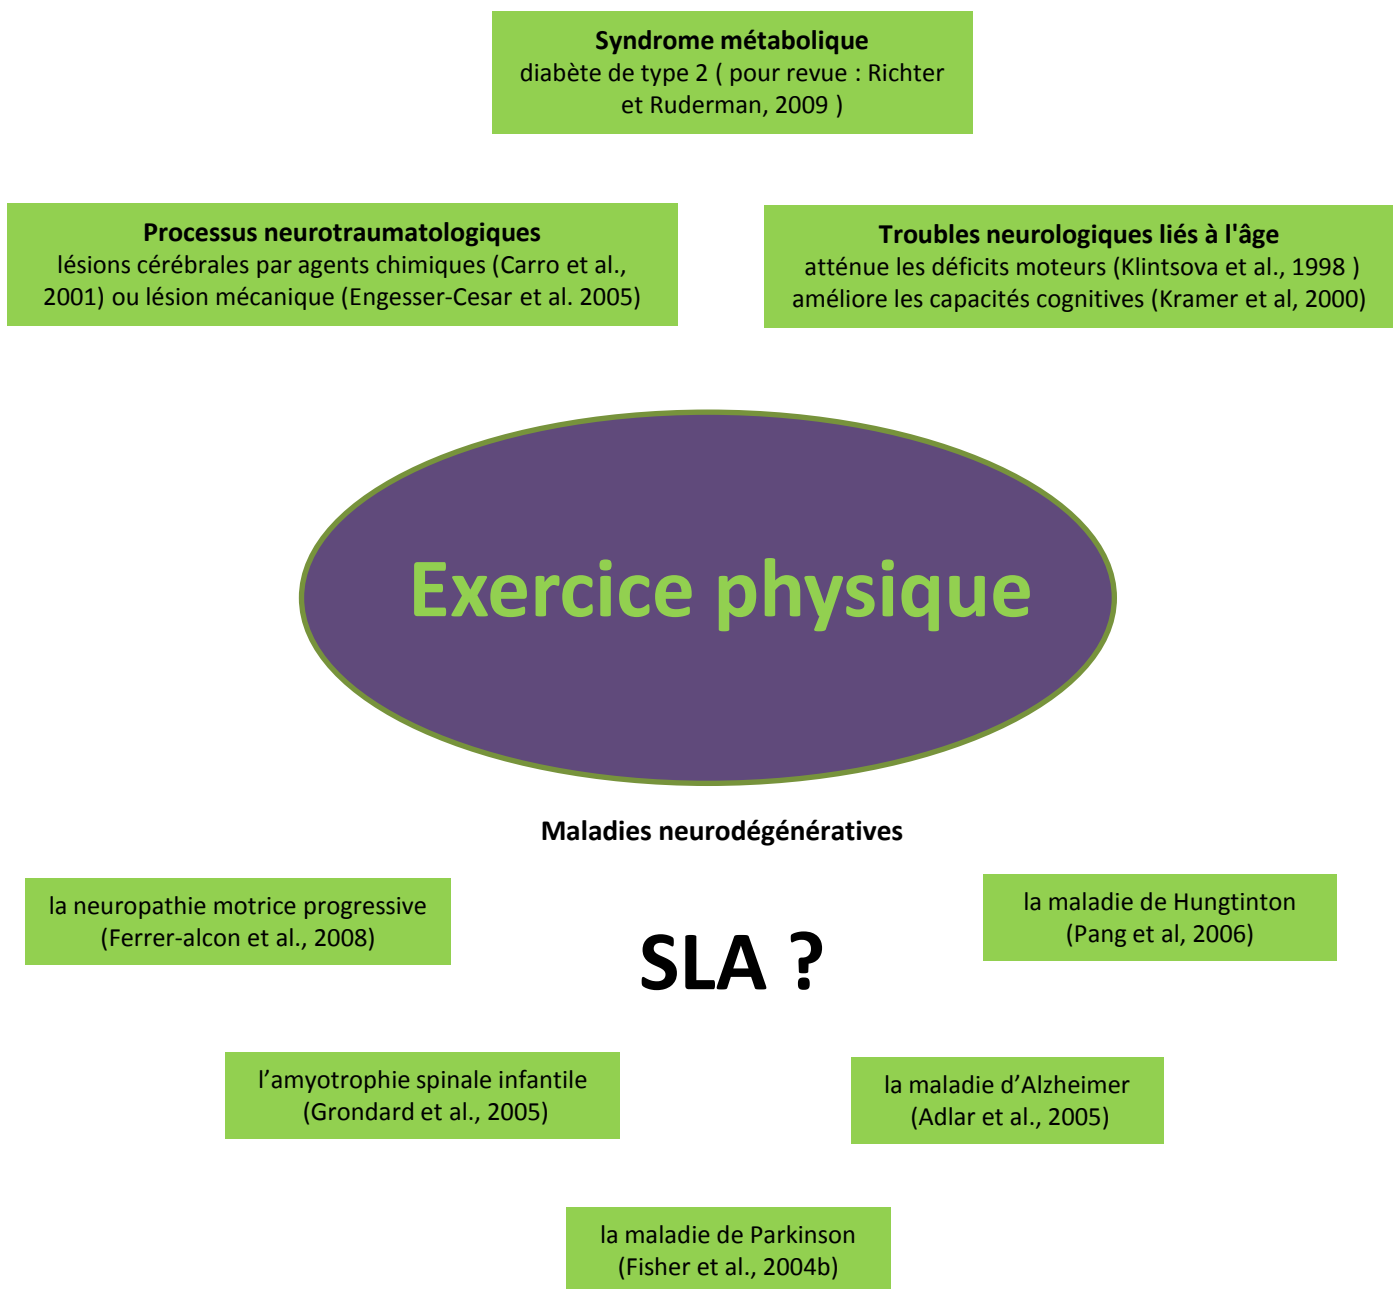 Syndrome métabolique
diabète de type 2 ( pour revue : Richter
et Ruderman, 2009 )
Processus neurotraumatologiques
lésions cérébrales par agents chimiques (Carro et al.,
2001) ou lésion mécanique (Engesser-Cesar et al. 2005)
Troubles neurologiques liés à l'âge
atténue les déficits moteurs (Klintsova et al., 1998 )
améliore les capacités cognitives (Kramer et al, 2000)
Exercice physique
Maladies neurodégénératives
la neuropathie motrice progressive
(Ferrer-alcon et al., 2008)
SLA ?
la maladie de Hungtinton
(Pang et al, 2006)
l’amyotrophie spinale infantile
(Grondard et al., 2005)
la maladie d’Alzheimer
(Adlar et al., 2005)
la maladie de Parkinson
(Fisher et al., 2004b)